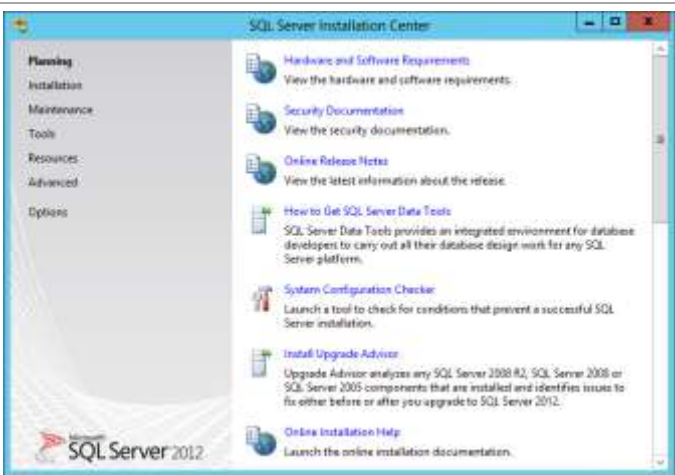 SQL Server Installation Center
Planning
Installation
Maintenance
Tools
Resources
Advanced
Options
Hardware and Software Requirements
View the hardware and software requirements.
Security Documentation
View the security documentation.
Online Release Notes
View the latest information about the release.
How to Get SQL Server Data Tools
SQL Server Data Tools provides an integrated environment for database
developers to carry out all their database design work for any SQL
Server platform.
System Configuration Checker
Launch a tool to check for conditions that prevent a successful SQL
Server installation.
Install Upgrade Advisor
Upgrade Advisor analyzes any SQL Server 2008 R2, SQL Server 2008 or
SQL Server 2005 components that are installed and identifies issues to
fix either before or after you upgrade to SQL Server 2012.
Online Installation Help
Launch the online installation documentation.
Microsoft
SQL Server 2012